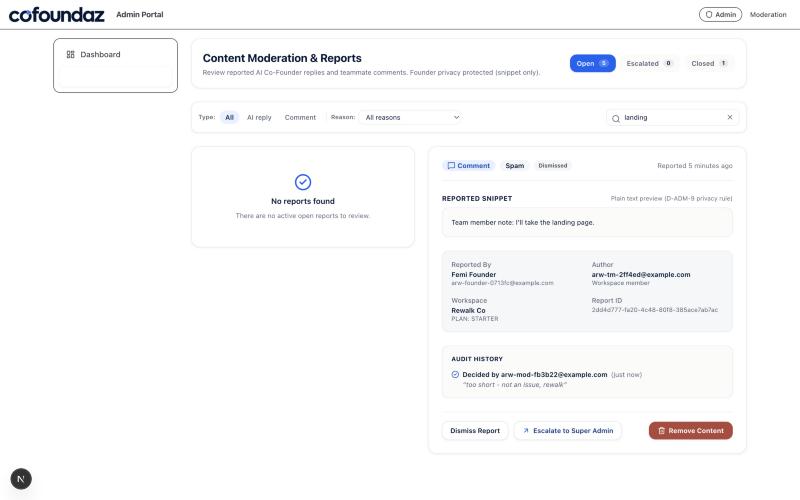 cofoundaz Admin Portal Admin Moderation
Dashboard
Content Moderation & Reports
Review reported AI Co-Founder replies and teammate comments. Founder privacy protected (snippet only).
Open 5 Escalated 0 Closed 1
Type: All AI reply Comment Reason: All reasons landing
No reports found
There are no active open reports to review.
Comment Spam Dismissed Reported 5 minutes ago
REPORTED SNIPPET Plain text preview (D-ADM-9 privacy rule)
Team member note: I'll take the landing page.
Reported By Author
Femi Founder arw-tm-2ff4ed@example.com
arw-founder-0713fc@example.com Workspace member
Workspace Report ID
Rewalk Co 2dd4d777-fa20-4c48-80f8-385ace7ab7ac
PLAN: STARTER
AUDIT HISTORY
Decided by arw-mod-fb3b22@example.com (just now)
"too short - not an issue, rewalk"
Dismiss Report Escalate to Super Admin Remove Content
N